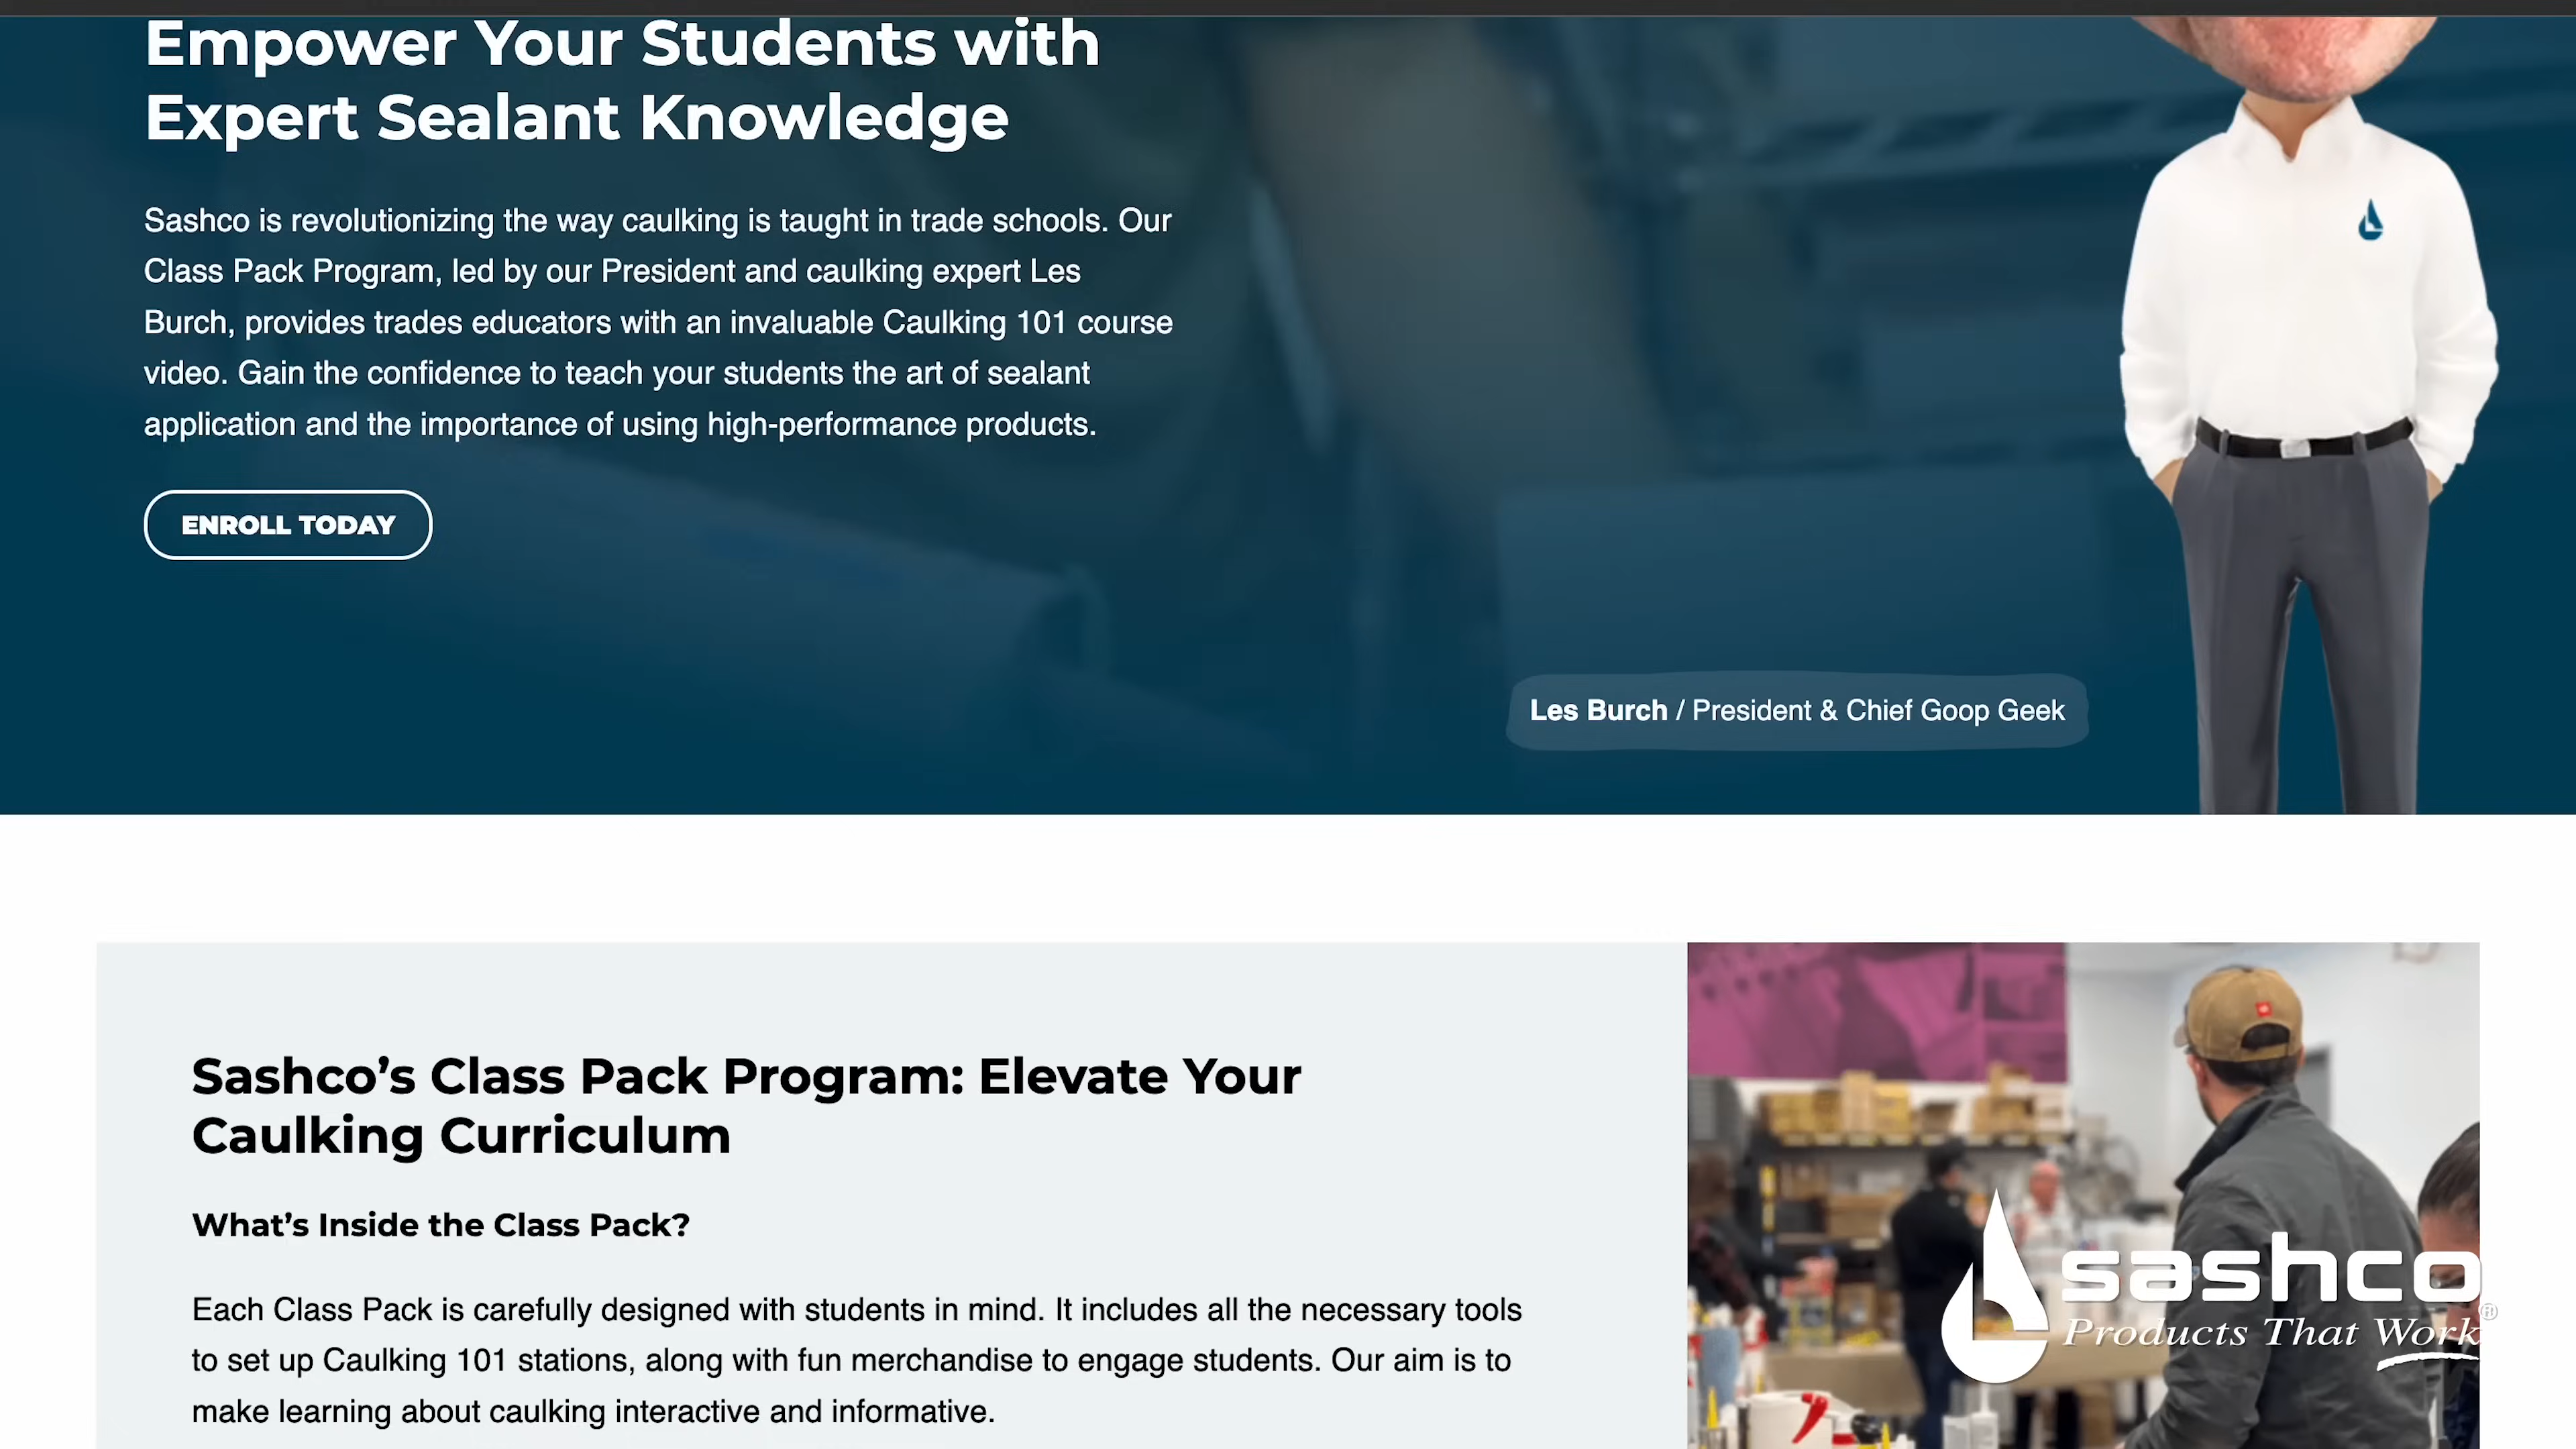 Empower Your Students with
Expert Sealant Knowledge
Sashco is revolutionizing the way caulking is taught in trade schools. Our
Class Pack Program, led by our President and caulking expert Les
Burch, provides trades educators with an invaluable Caulking 101 course
video. Gain the confidence to teach your students the art of sealant
application and the importance of using high-performance products.
ENROLL TODAY
Les Burch / President & Chief Goop Geek
Sashco’s Class Pack Program: Elevate Your
Caulking Curriculum
What’s Inside the Class Pack?
Each Class Pack is carefully designed with students in mind. It includes all the necessary tools
to set up Caulking 101 stations, along with fun merchandise to engage students. Our aim is to
make learning about caulking interactive and informative.
sashco®
Products That Work